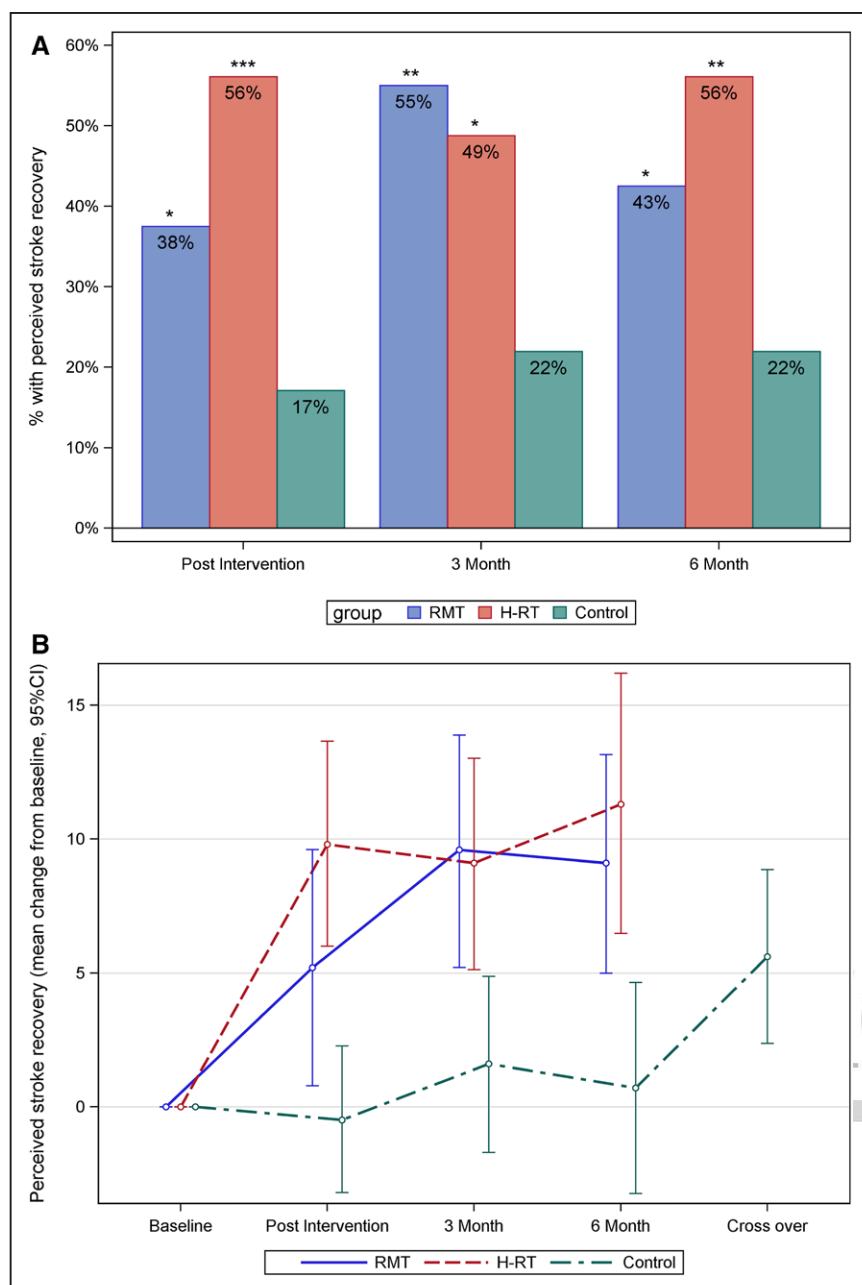 A
% with perceived stroke recovery
60%
50%
40%
30%
20%
10%
0%
*
38%
***
56%
17%
**
55%
*
49%
22%
*
43%
**
56%
22%
Post Intervention
3 Month
6 Month
group RMT H-RT Control
B
Perceived stroke recovery (mean change from baseline, 95%CI)
15
10
5
0
Baseline
Post Intervention
3 Month
6 Month
Cross over
RMT H-RT Control